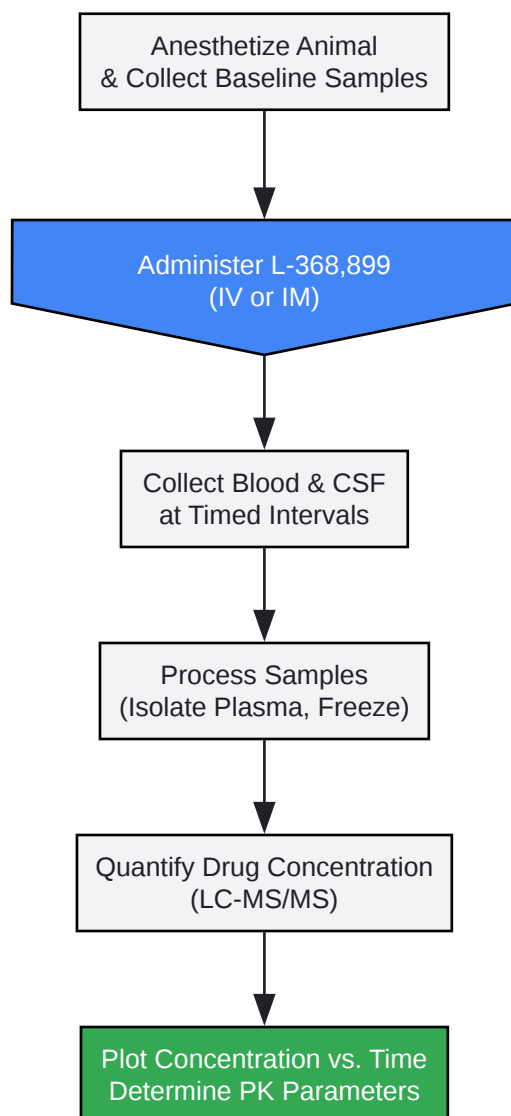 Anesthetize Animal
& Collect Baseline Samples
Administer L-368,899
(IV or IM)
Collect Blood & CSF
at Timed Intervals
Process Samples
(Isolate Plasma, Freeze)
Quantify Drug Concentration
(LC-MS/MS)
Plot Concentration vs. Time
Determine PK Parameters